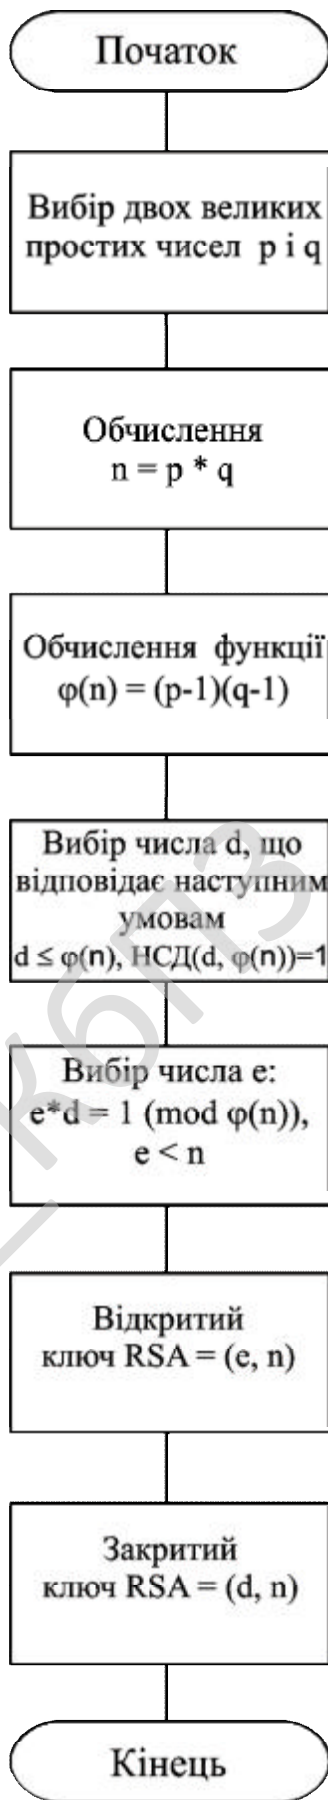 Початок
Вибір двох великих
простих чисел p і q
Обчислення
n = p * q
Обчислення функції
φ(n) = (p-1)(q-1)
Вибір числа d, що
відповідає наступним
умовам
d ≤ φ(n), НСД(d, φ(n))=1
Вибір числа e:
e*d = 1 (mod φ(n)),
e < n
Відкритий
ключ RSA = (e, n)
Закритий
ключ RSA = (d, n)
Кінець